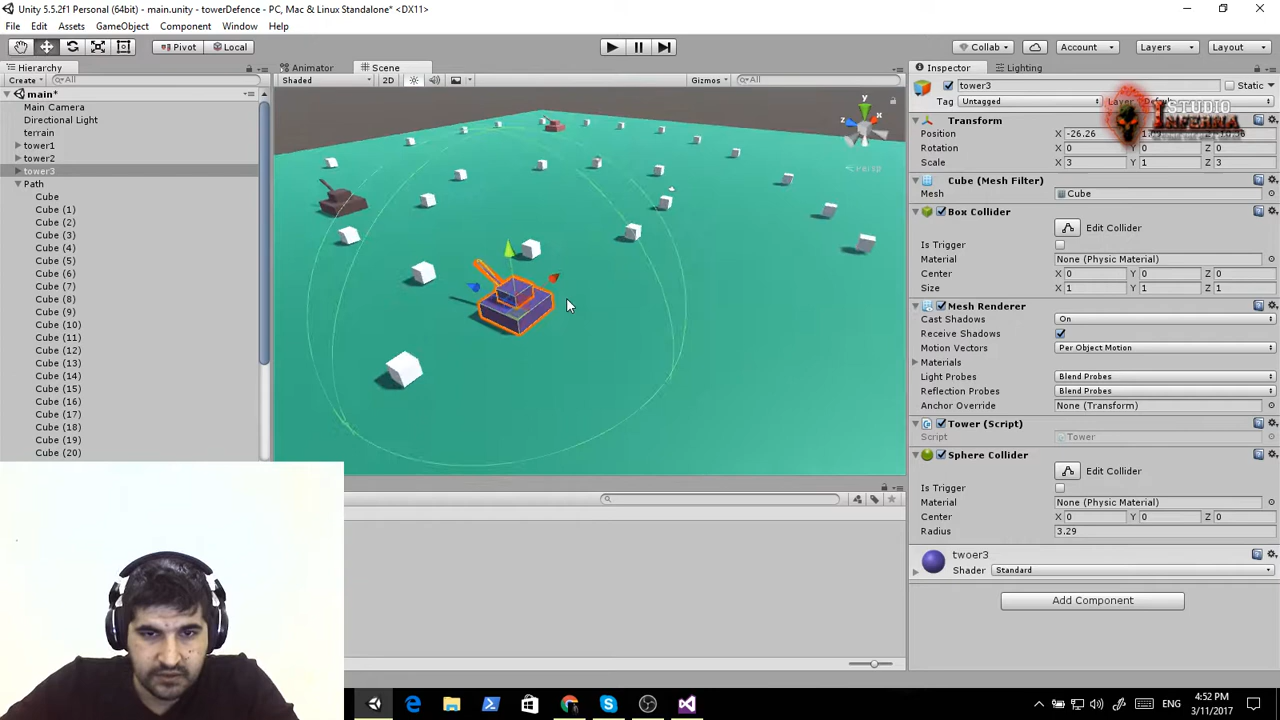 Unity 5.5.2f1 Personal (64bit) - main.unity - towerDefence - PC, Mac & Linux Standalone* <DX11>
File Edit Assets GameObject Component Window Help
Pivot Local Collab Account Layers Layout
Hierarchy Animator Scene Inspector Lighting
Create All Shaded 2D Gizmos All tower3 Static
main*
Tag Untagged Layer Default
STUDIO
Main Camera
Directional Light
terrain
tower1
tower2
tower3
Path
Cube
Cube (1)
Cube (2)
Cube (3)
Cube (4)
Cube (5)
Cube (6)
Cube (7)
Cube (8)
Cube (9)
Cube (10)
Cube (11)
Cube (12)
Cube (13)
Cube (14)
Cube (15)
Cube (16)
Cube (17)
Cube (18)
Cube (19)
Cube (20)
y
x
z
Persp
Transform
Position X -26.26 Y Z
Rotation X 0 Y 0 Z 0
Scale X 3 Y 1 Z 3
Cube (Mesh Filter)
Mesh Cube
Box Collider
Edit Collider
Is Trigger
Material None (Physic Material)
Center X 0 Y 0 Z 0
Size X 1 Y 1 Z 1
Mesh Renderer
Cast Shadows On
Receive Shadows
Motion Vectors Per Object Motion
Materials
Light Probes Blend Probes
Reflection Probes Blend Probes
Anchor Override None (Transform)
Tower (Script)
Script Tower
Sphere Collider
Edit Collider
Is Trigger
Material None (Physic Material)
Center X 0 Y 0 Z 0
Radius 3.29
twoer3
Shader Standard
Add Component
ENG
4:52 PM
3/11/2017